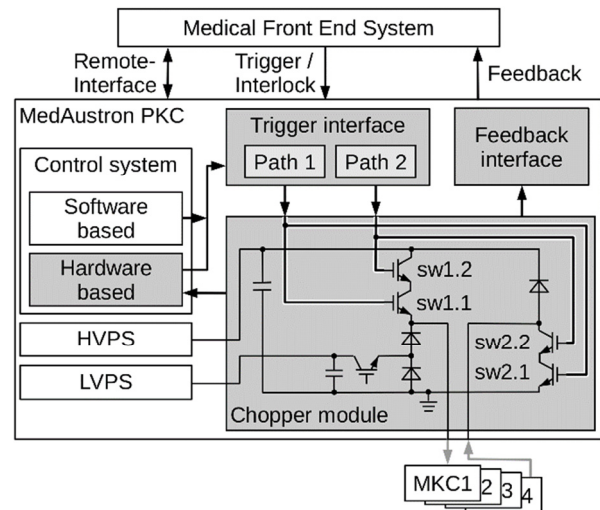 Medical Front End System
Remote-
Interface
Trigger /
Interlock
Feedback
MedAustron PKC
Trigger interface
Path 1
Path 2
Feedback
interface
Control system
Software
based
Hardware
based
HVPS
LVPS
sw1.2
sw1.1
sw2.2
sw2.1
Chopper module
MKC1
2
3
4